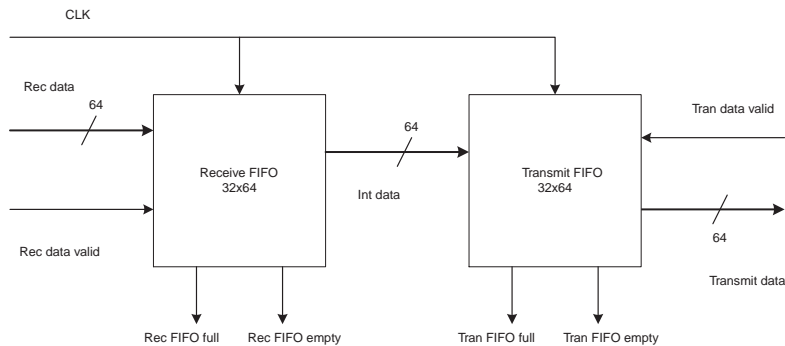 CLK
Rec data
64
Rec data valid
Receive FIFO
32x64
64
Int data
Transmit FIFO
32x64
Tran data valid
64
Transmit data
Rec FIFO full
Rec FIFO empty
Tran FIFO full
Tran FIFO empty